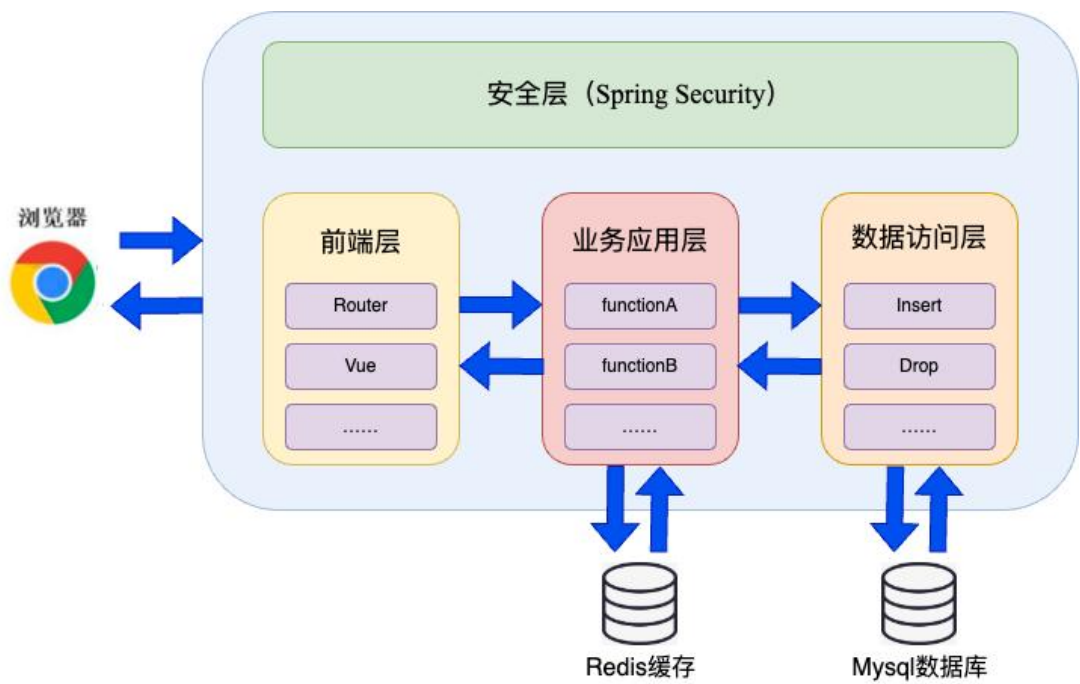 安全层（Spring Security）
浏览器
前端层
业务应用层
数据访问层
Router
functionA
Insert
Vue
functionB
Drop
......
......
......
Redis缓存
Mysql数据库